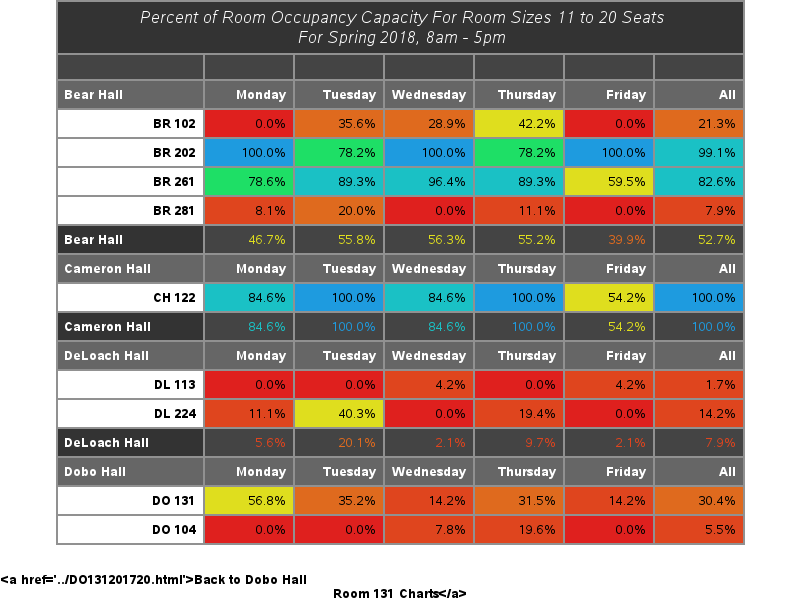 Percent of Room Occupancy Capacity For Room Sizes 11 to 20 Seats
For Spring 2018, 8am - 5pm
Bear Hall Monday Tuesday Wednesday Thursday Friday All
BR 102 0.0% 35.6% 28.9% 42.2% 0.0% 21.3%
BR 202 100.0% 78.2% 100.0% 78.2% 100.0% 99.1%
BR 261 78.6% 89.3% 96.4% 89.3% 59.5% 82.6%
BR 281 8.1% 20.0% 0.0% 11.1% 0.0% 7.9%
Bear Hall 46.7% 55.8% 56.3% 55.2% 39.9% 52.7%
Cameron Hall Monday Tuesday Wednesday Thursday Friday All
CH 122 84.6% 100.0% 84.6% 100.0% 54.2% 100.0%
Cameron Hall 84.6% 100.0% 84.6% 100.0% 54.2% 100.0%
DeLoach Hall Monday Tuesday Wednesday Thursday Friday All
DL 113 0.0% 0.0% 4.2% 0.0% 4.2% 1.7%
DL 224 11.1% 40.3% 0.0% 19.4% 0.0% 14.2%
DeLoach Hall 5.6% 20.1% 2.1% 9.7% 2.1% 7.9%
Dobo Hall Monday Tuesday Wednesday Thursday Friday All
DO 131 56.8% 35.2% 14.2% 31.5% 14.2% 30.4%
DO 104 0.0% 0.0% 7.8% 19.6% 0.0% 5.5%
<a href='../DO131201720.html'>Back to Dobo Hall
Room 131 Charts</a>